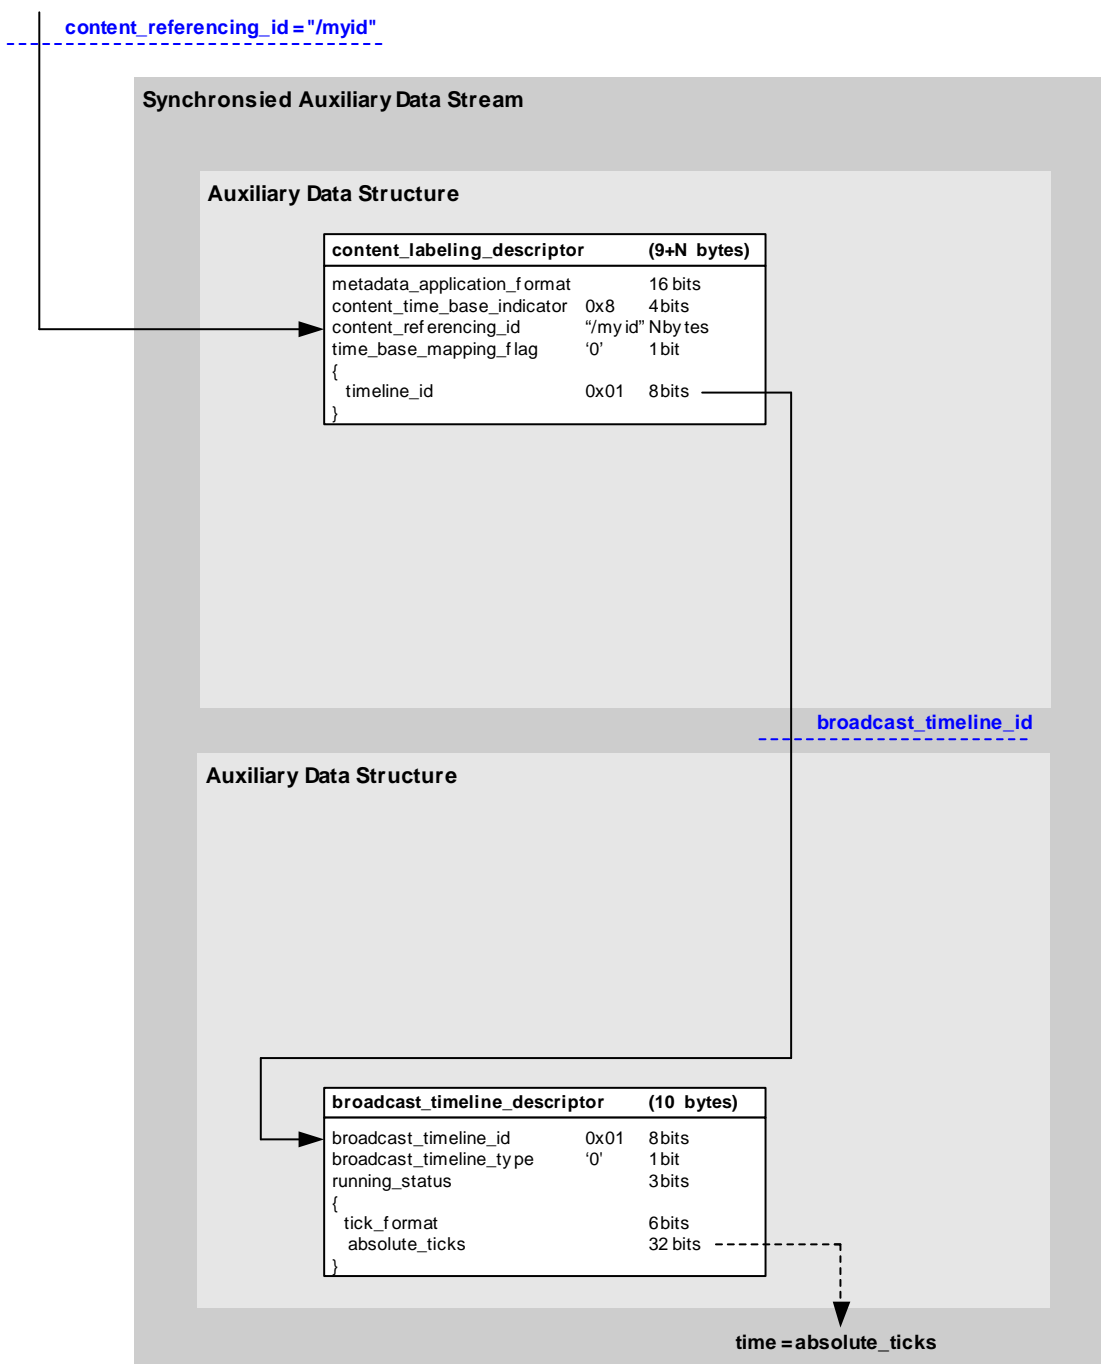 content_referencing_id = "/myid"
Synchronsied Auxiliary Data Stream
Auxiliary Data Structure
content_labeling_descriptor (9+N bytes)
metadata_application_format 16 bits
content_time_base_indicator 0x8 4 bits
content_referencing_id “/myid” N bytes
time_base_mapping_flag ‘0’ 1 bit
{
timeline_id 0x01 8 bits
}
broadcast_timeline_id
Auxiliary Data Structure
broadcast_timeline_descriptor (10 bytes)
broadcast_timeline_id 0x01 8 bits
broadcast_timeline_type ‘0’ 1 bit
running_status 3 bits
{
tick_format 6 bits
absolute_ticks 32 bits
}
time = absolute_ticks